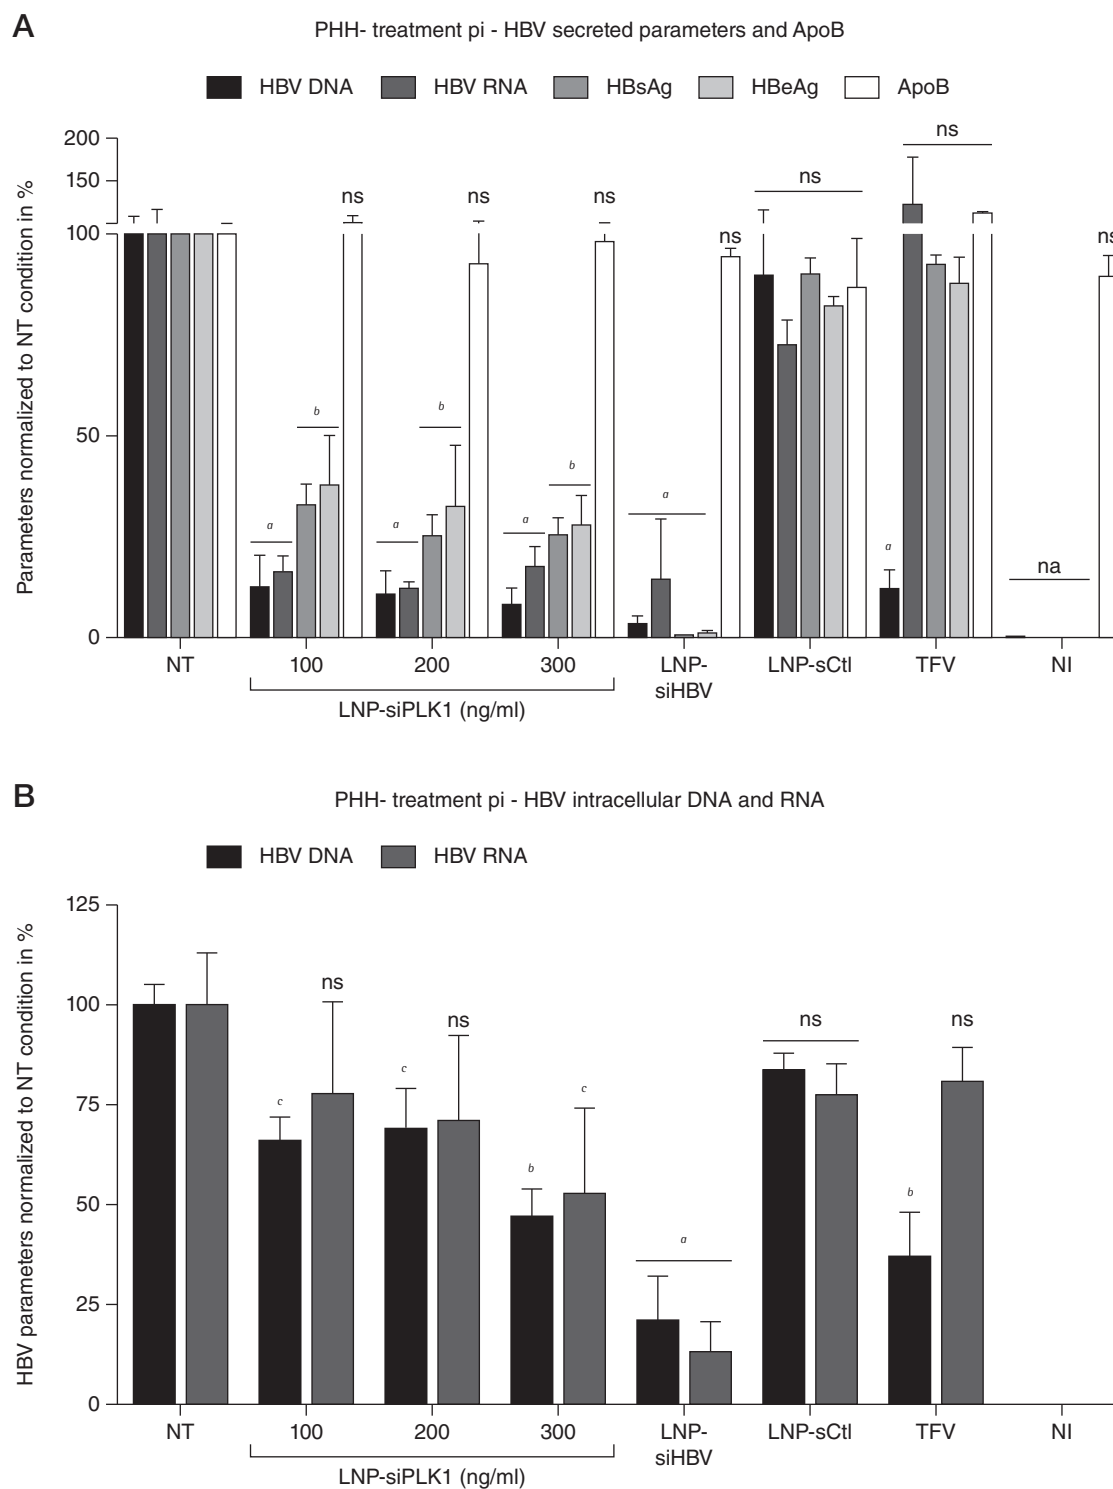 A
PHH- treatment pi - HBV secreted parameters and ApoB
HBV DNA HBV RNA HBsAg HBeAg ApoB
Parameters normalized to NT condition in %
200
150
100
50
0
ns ns ns ns ns ns ns
b b b
a a a a a
na
NT 100 200 300 LNP-siHBV LNP-sCtl TFV NI
LNP-siPLK1 (ng/ml)
B
PHH- treatment pi - HBV intracellular DNA and RNA
HBV DNA HBV RNA
HBV parameters normalized to NT condition in %
125
100
75
50
25
0
ns ns ns ns
c c c
b b
a
NT 100 200 300 LNP-siHBV LNP-sCtl TFV NI
LNP-siPLK1 (ng/ml)